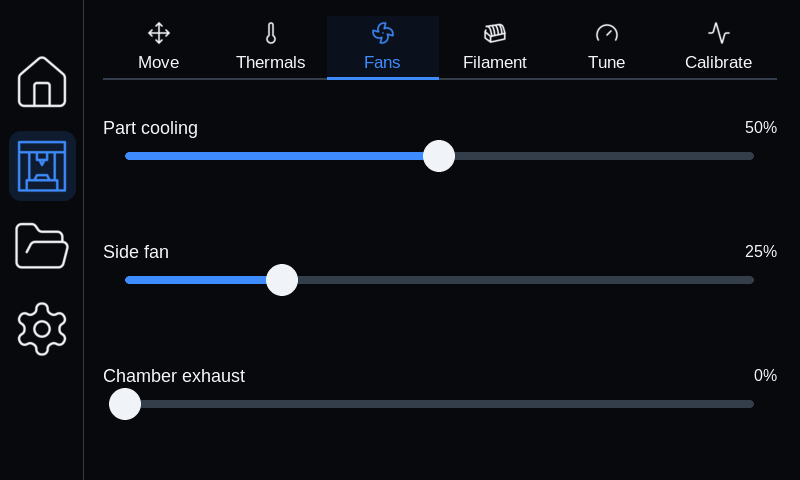 Move Thermals Fans Filament Tune Calibrate
Part cooling 50%
Side fan 25%
Chamber exhaust 0%